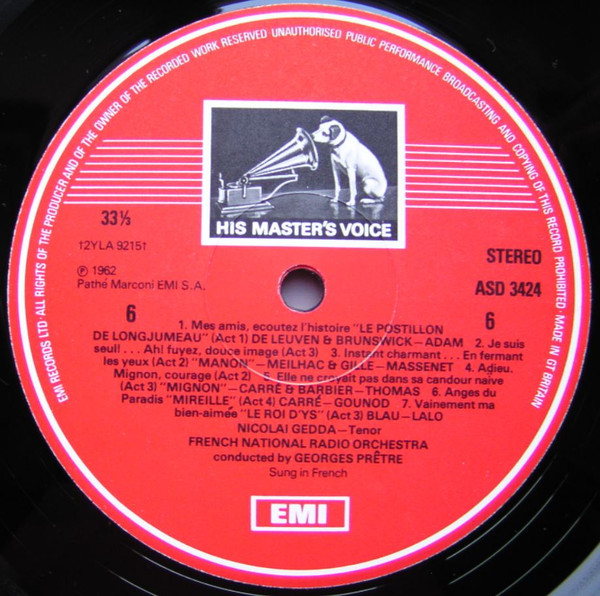 EMI RECORDS LTD · ALL RIGHTS OF THE PRODUCER AND OF THE OWNER OF THE RECORDED WORK RESERVED UNAUTHORISED PUBLIC PERFORMANCE BROADCASTING AND COPYING OF THIS RECORD PROHIBITED · MADE IN GT BRITAIN
HIS MASTER'S VOICE
33⅓
†2YLA 9215†
STEREO
℗ 1962
Pathé Marconi EMI S.A.
ASD 3424
6
6
1. Mes amis, ecoutez l'histoire "LE POSTILLON
DE LONGJUMEAU" (Act 1) DE LEUVEN & BRUNSWICK—ADAM 2. Je suis
seul! . . . Ah! fuyez, douce image (Act 3) 3. Instant charmant . . . En fermant
les yeux (Act 2) "MANON"—MEILHAC & GILLE—MASSENET 4. Adieu.
Mignon, courage (Act 2) 5. Elle ne croyait pas dans sa candour naive
(Act 3) "MIGNON"—CARRÉ & BARBIER—THOMAS 6. Anges du
Paradis "MIREILLE" (Act 4) CARRÉ—GOUNOD 7. Vainement ma
bien-aimée "LE ROI D'YS" (Act 3) BLAU—LALO
NICOLAI GEDDA—Tenor
FRENCH NATIONAL RADIO ORCHESTRA
conducted by GEORGES PRÊTRE
Sung in French
EMI